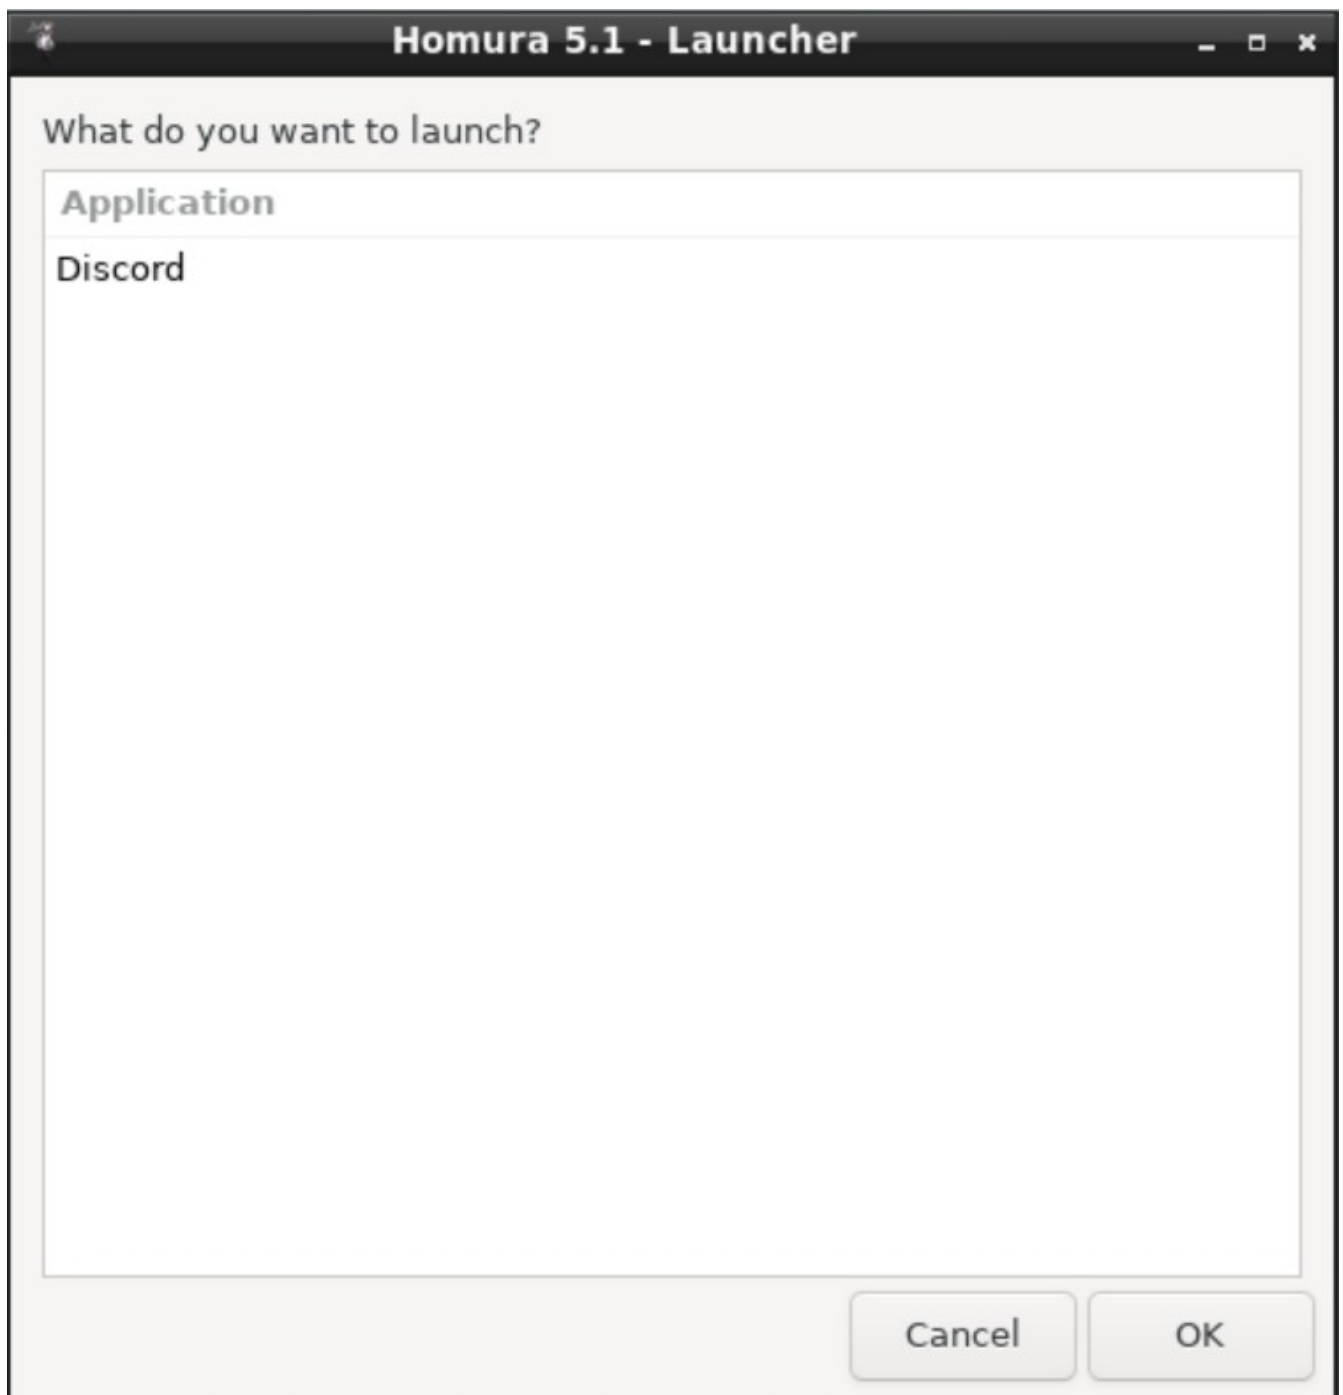 Homura 5.1 - Launcher
What do you want to launch?
Application
Discord
Cancel OK